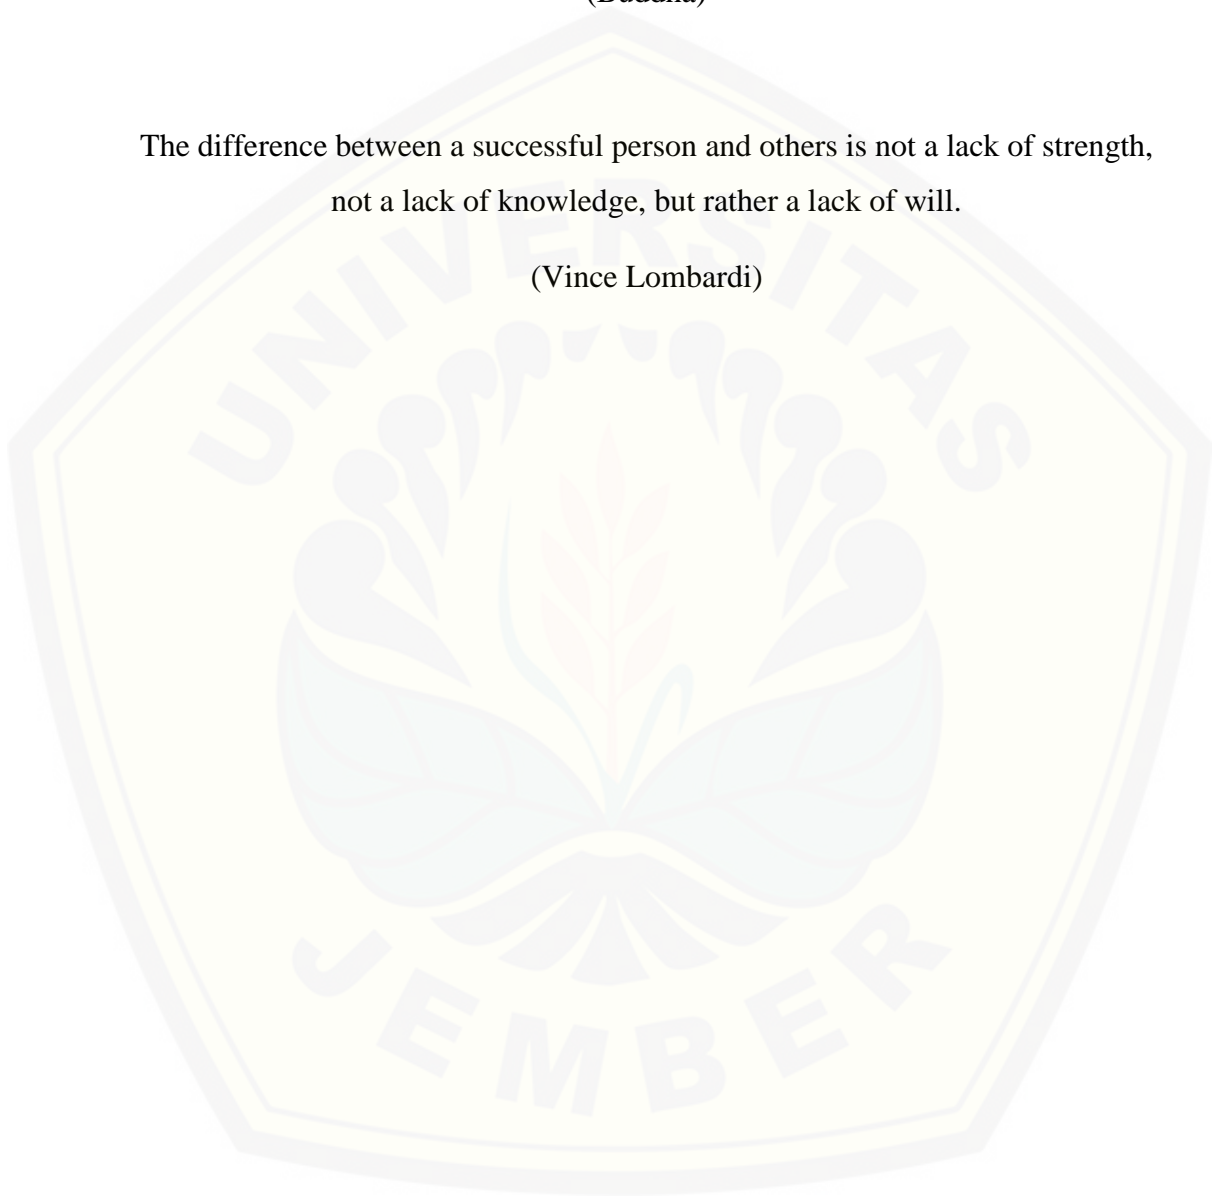 (Buddha)
The difference between a successful person and others is not a lack of strength,
not a lack of knowledge, but rather a lack of will.
(Vince Lombardi)
UNIVERSITAS
JEMBER